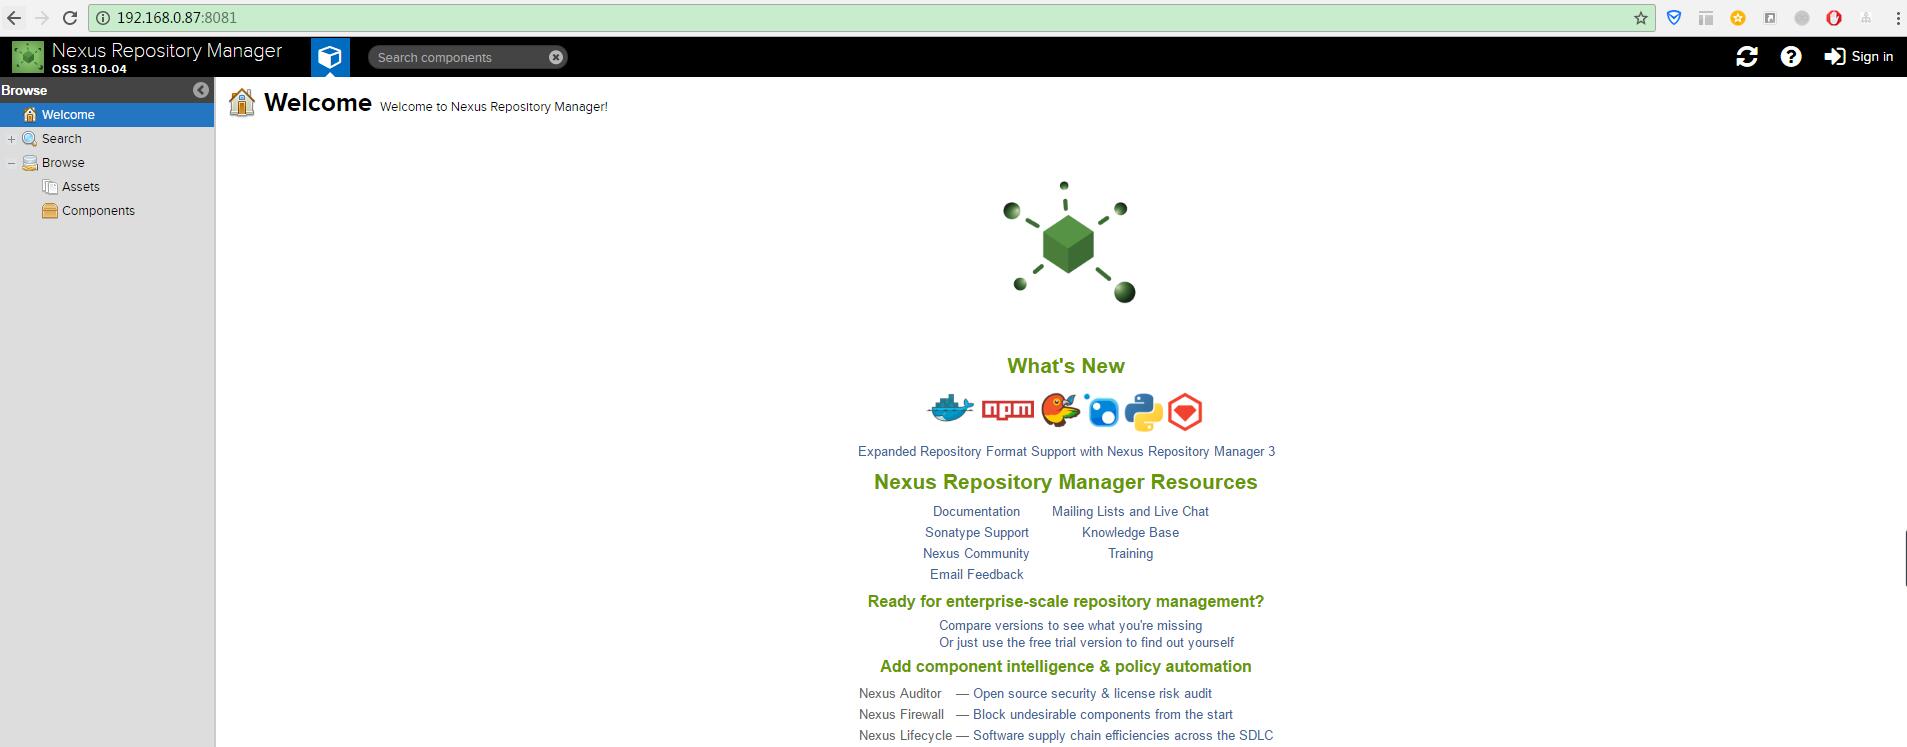 192.168.0.87:8081
Nexus Repository Manager
OSS 3.1.0-04
Search components
Sign in
Browse
Welcome
Search
Browse
Assets
Components
Welcome Welcome to Nexus Repository Manager!
What's New
npm
Expanded Repository Format Support with Nexus Repository Manager 3
Nexus Repository Manager Resources
Documentation Mailing Lists and Live Chat
Sonatype Support Knowledge Base
Nexus Community Training
Email Feedback
Ready for enterprise-scale repository management?
Compare versions to see what you're missing
Or just use the free trial version to find out yourself
Add component intelligence & policy automation
Nexus Auditor — Open source security & license risk audit
Nexus Firewall — Block undesirable components from the start
Nexus Lifecycle — Software supply chain efficiencies across the SDLC